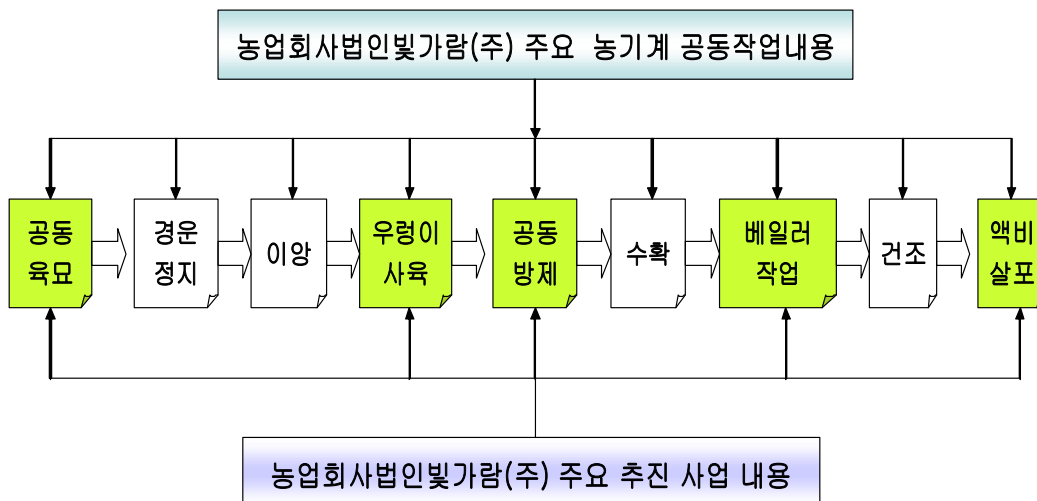 농업회사법인빛가람(주) 주요 농기계 공동작업내용
공동
육묘
경운
정지
이앙
우렁이
사육
공동
방제
수확
베일러
작업
건조
액비
살포
농업회사법인빛가람(주) 주요 추진 사업 내용